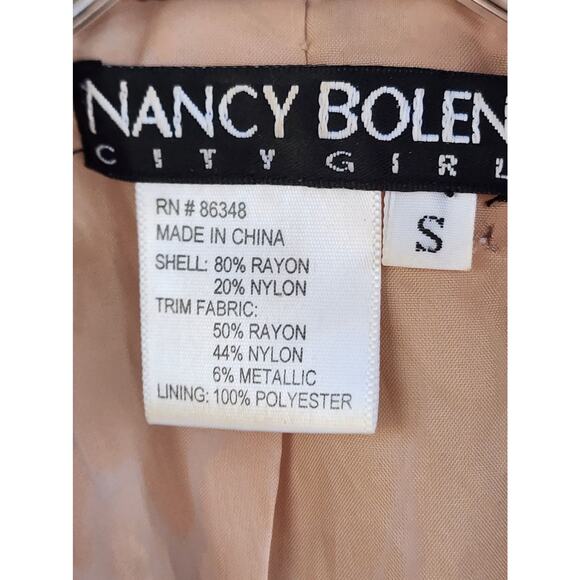 NANCY BOLEN
CITY GIRL
RN # 86348
MADE IN CHINA
SHELL: 80% RAYON
20% NYLON
TRIM FABRIC:
50% RAYON
44% NYLON
6% METALLIC
LINING: 100% POLYESTER
S